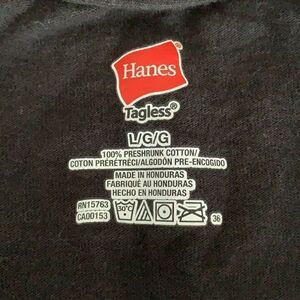 Hanes
Tagless®
L/G/G
100% PRESHRUNK COTTON/
COTON PRÉRÉTRÉCI/ALGODÓN PRE-ENCOGIDO
MADE IN HONDURAS
FABRIQUÉ AU HONDURAS
HECHO EN HONDURAS
RN15763
CA00153
30°C
36